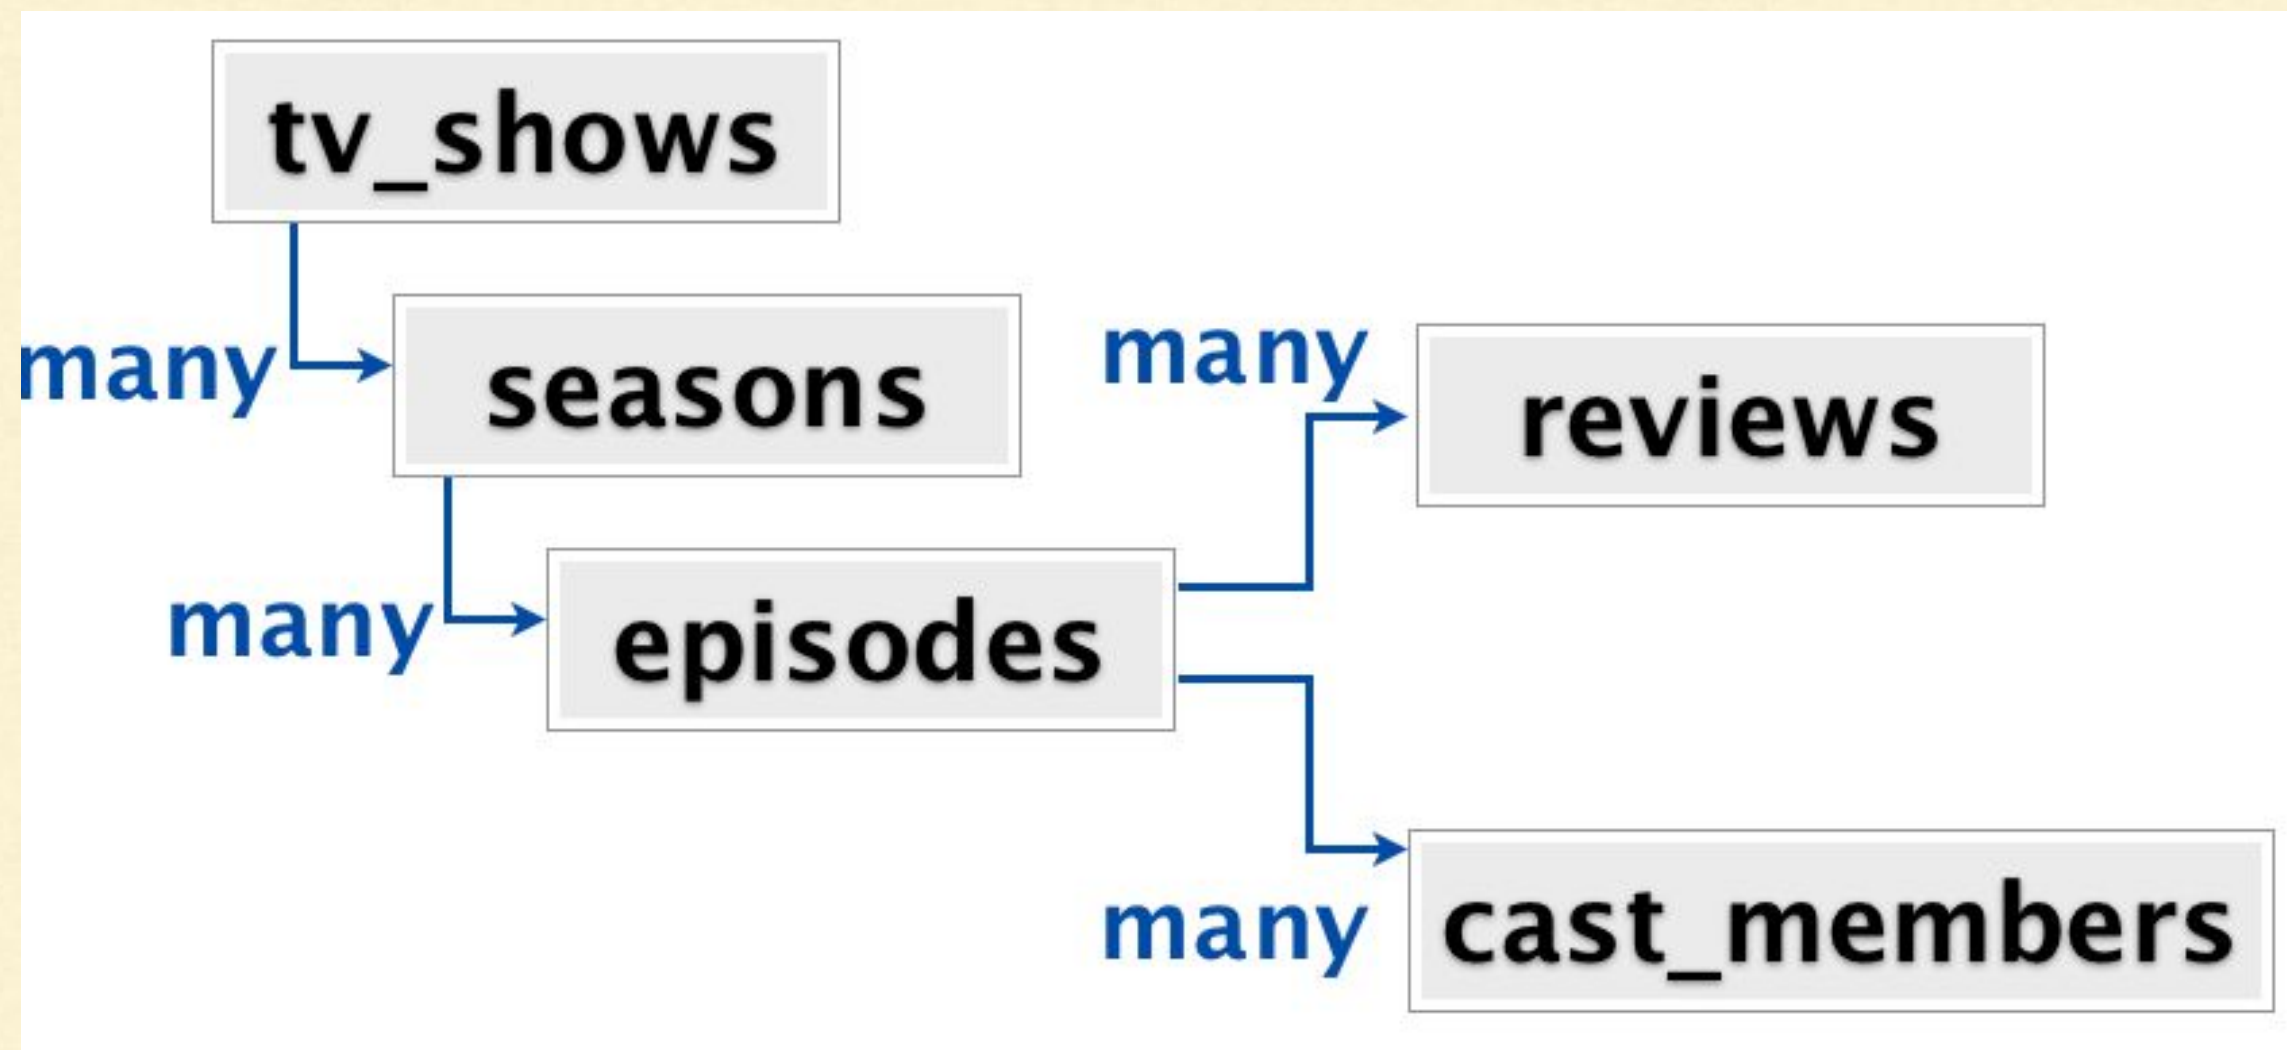 tv_shows
many
seasons
many
reviews
many
episodes
many
cast_members